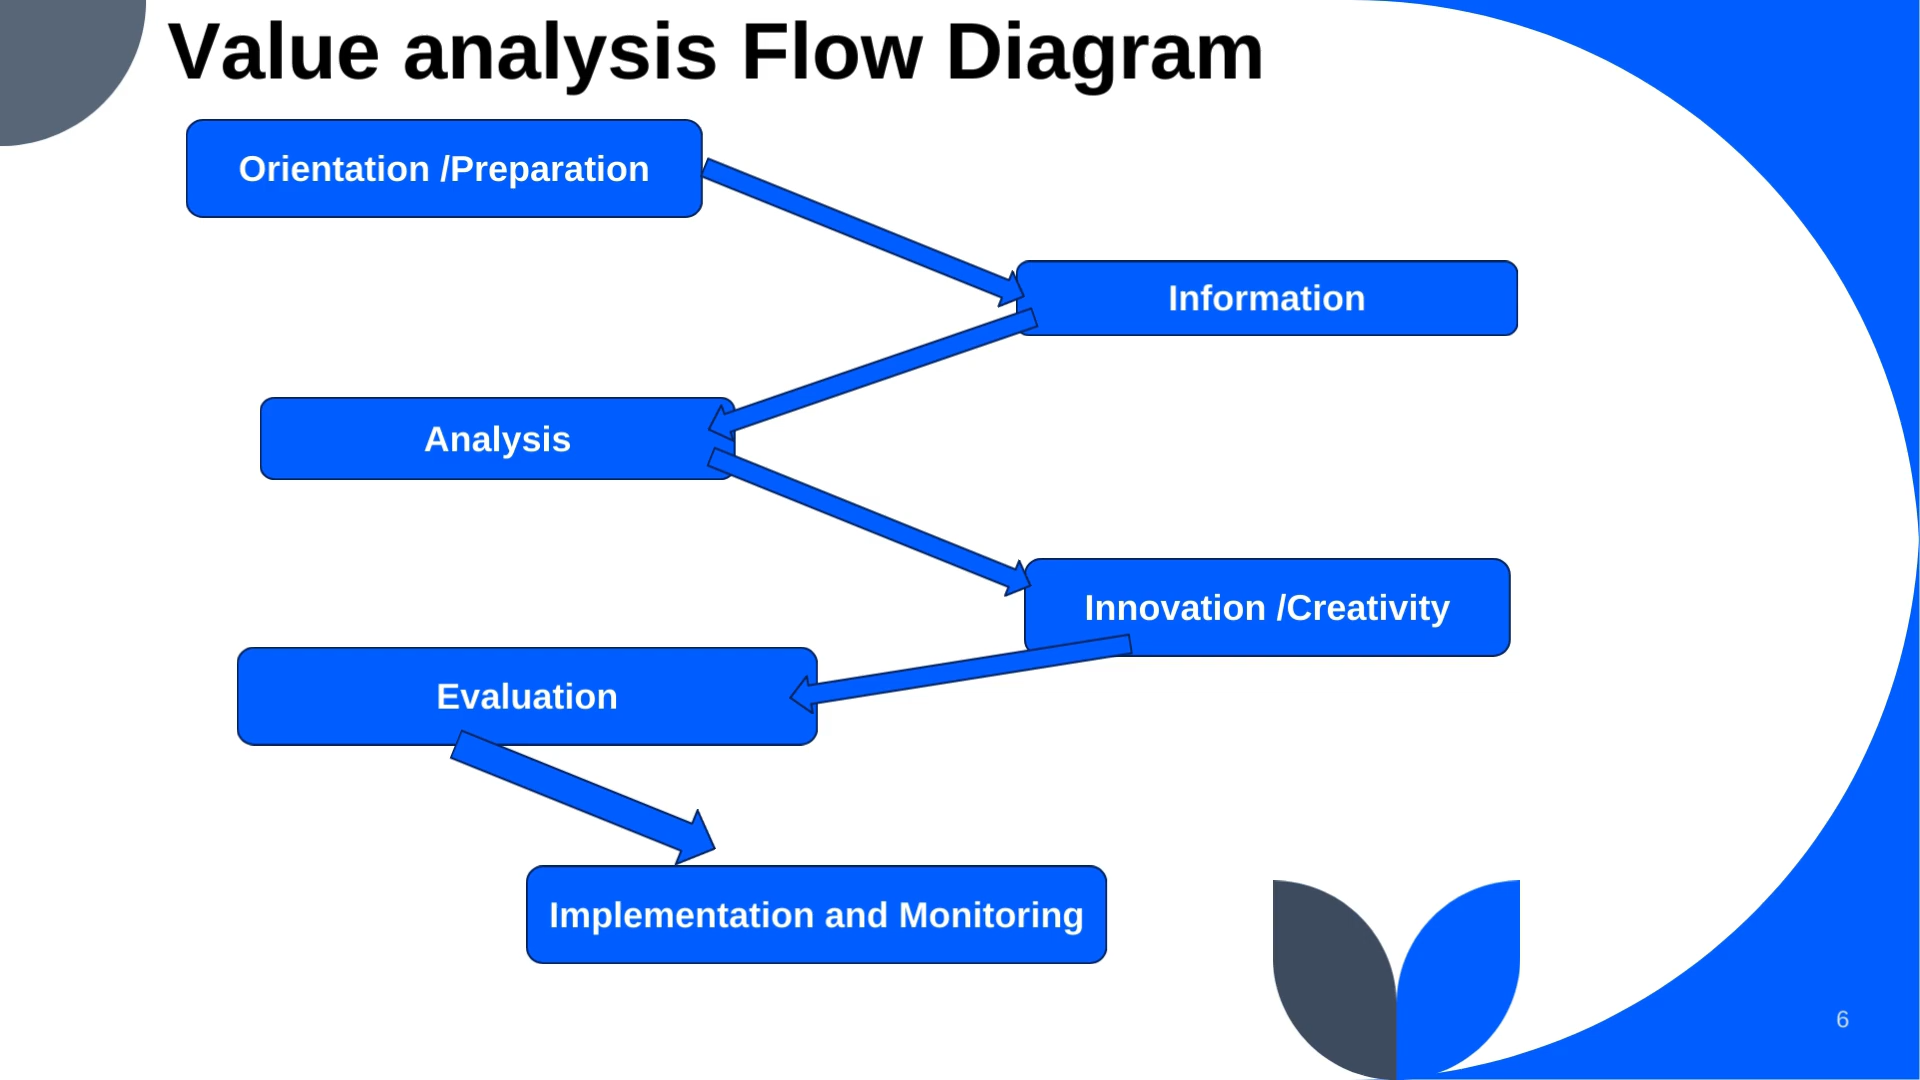 Value analysis Flow Diagram
Orientation /Preparation
Information
Analysis
Innovation /Creativity
Evaluation
Implementation and Monitoring
6